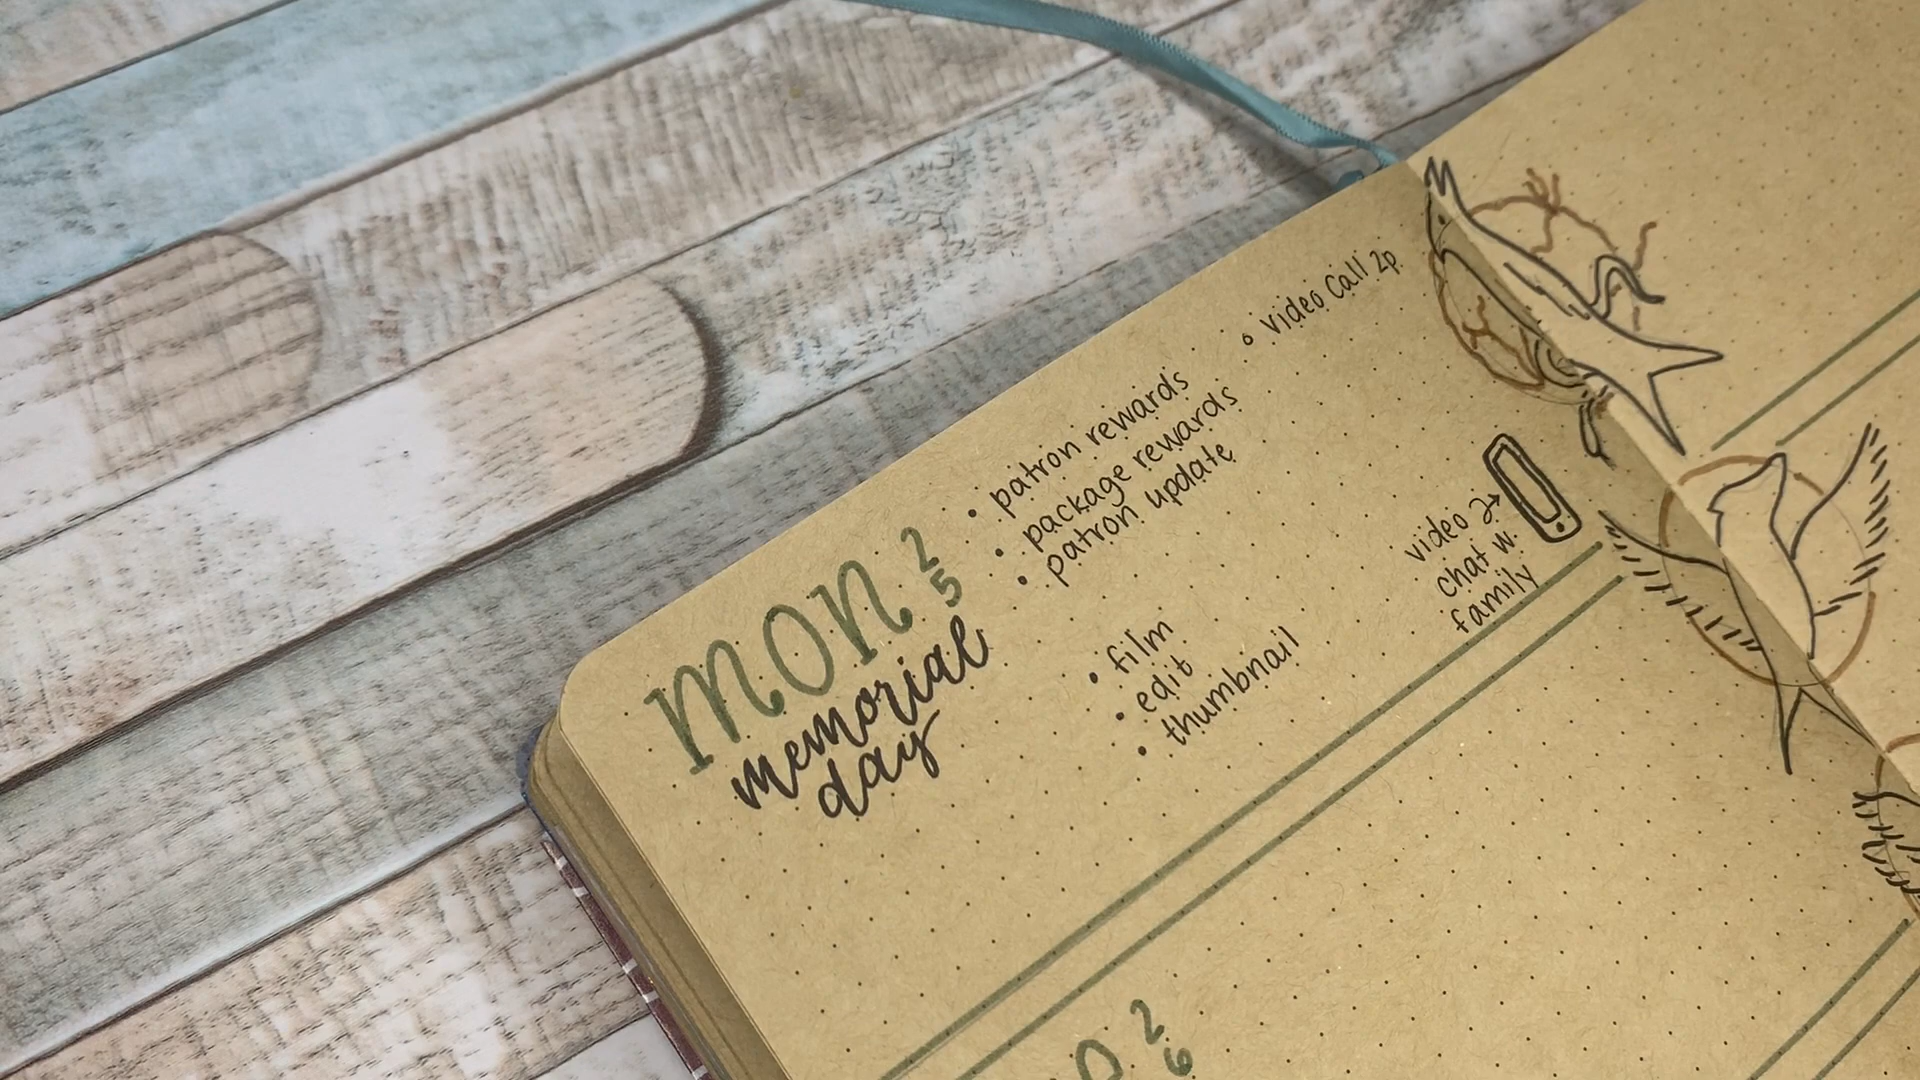 mon 25
memorial
day
• patron rewards
• package rewards
• patron update
• film
• edit
• thumbnail
° video call 2p
video
chat w.
family
26